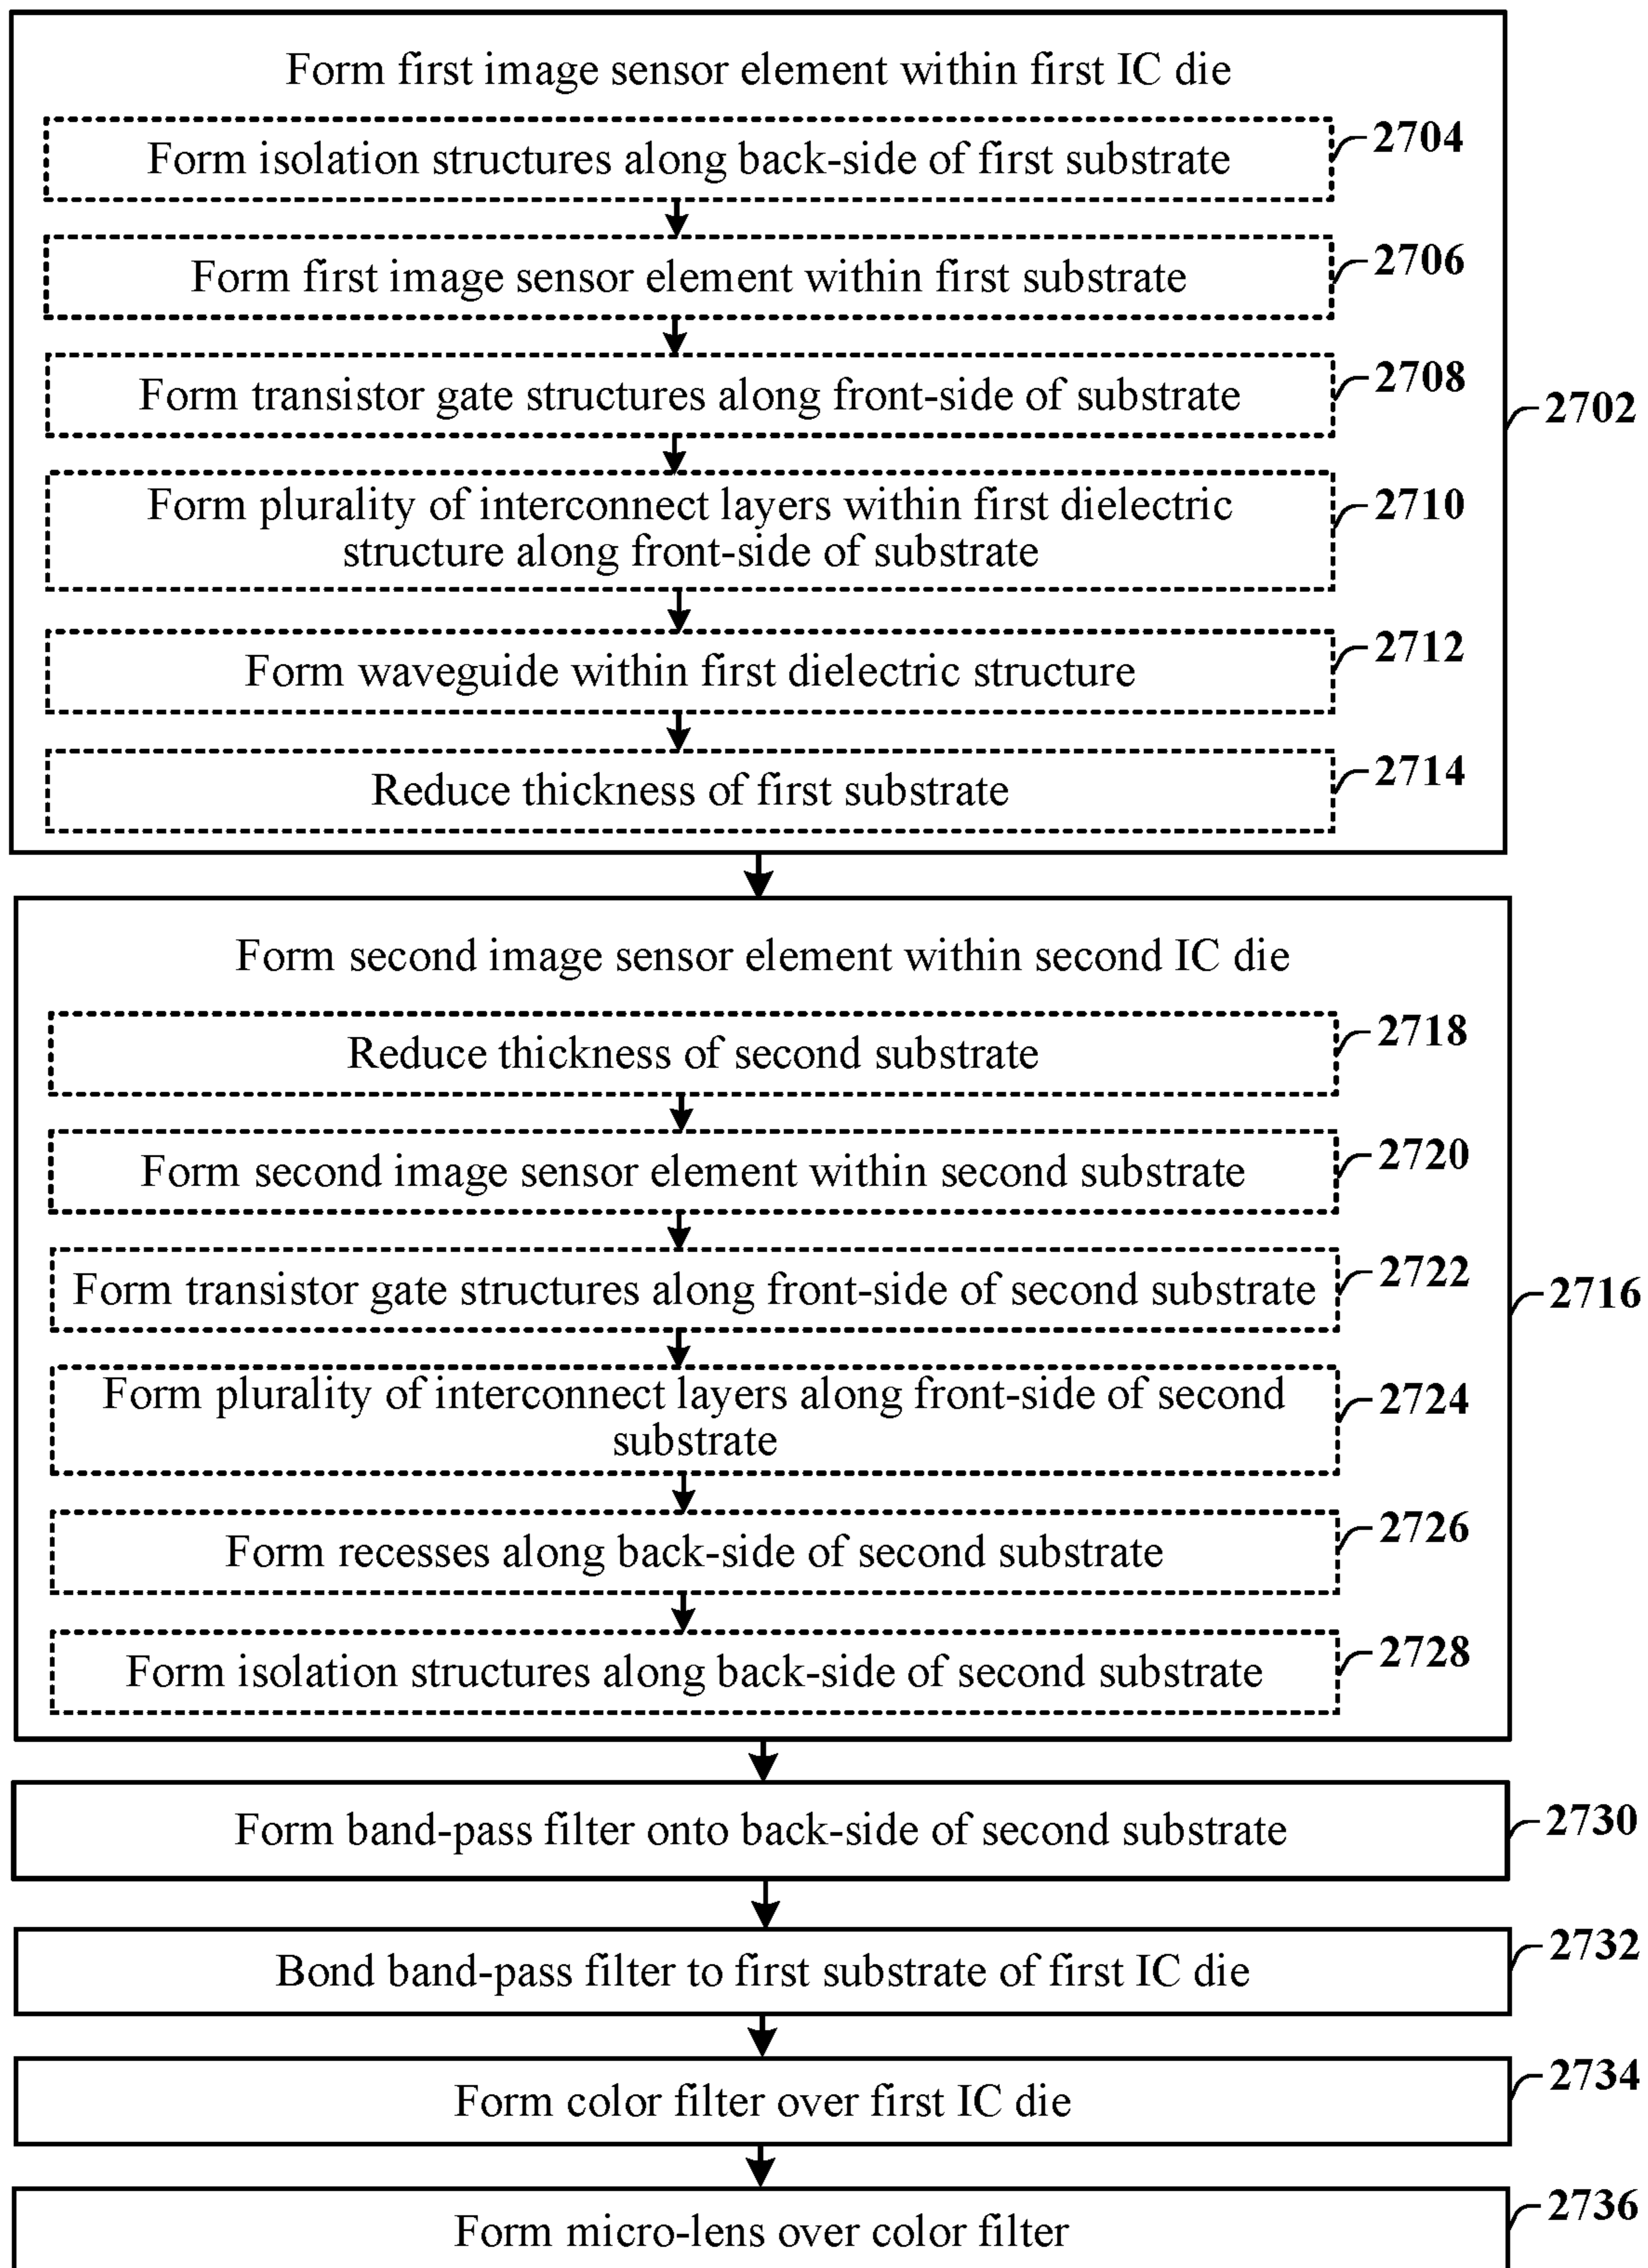 Form first image sensor element within first IC die
Form isolation structures along back-side of first substrate
2704
Form first image sensor element within first substrate
2706
Form transistor gate structures along front-side of substrate
2708
2702
Form plurality of interconnect layers within first dielectric
structure along front-side of substrate
2710
Form waveguide within first dielectric structure
2712
Reduce thickness of first substrate
2714
Form second image sensor element within second IC die
Reduce thickness of second substrate
2718
Form second image sensor element within second substrate
2720
Form transistor gate structures along front-side of second substrate
2722
2716
Form plurality of interconnect layers along front-side of second
substrate
2724
Form recesses along back-side of second substrate
2726
Form isolation structures along back-side of second substrate
2728
Form band-pass filter onto back-side of second substrate
2730
Bond band-pass filter to first substrate of first IC die
2732
Form color filter over first IC die
2734
Form micro-lens over color filter
2736